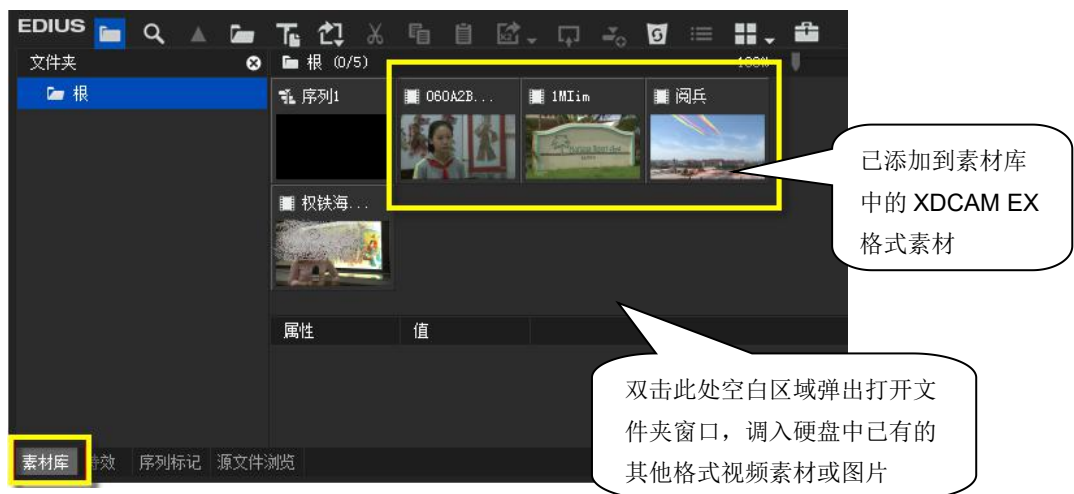 EDIUS
文件夹
根 (0/5)
100%
根
序列1
060A2B...
1MIim
阅兵
权铁海...
已添加到素材库
中的 XDCAM EX
格式素材
属性 值
双击此处空白区域弹出打开文
件夹窗口，调入硬盘中已有的
其他格式视频素材或图片
素材库 特效 序列标记 源文件浏览